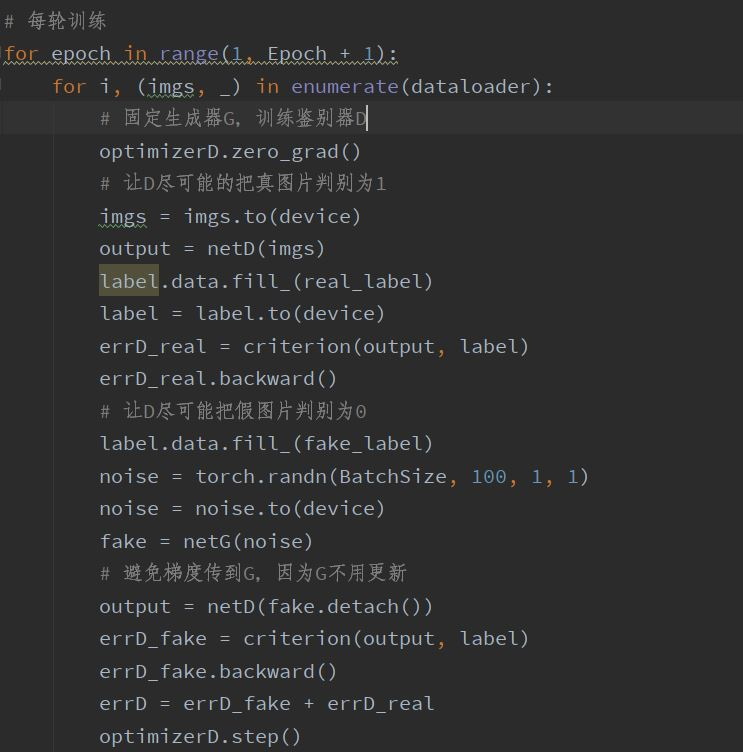 # 每轮训练
for epoch in range(1, Epoch + 1):
for i, (imgs, _) in enumerate(dataloader):
# 固定生成器G，训练鉴别器D
optimizerD.zero_grad()
# 让D尽可能的把真图片判别为1
imgs = imgs.to(device)
output = netD(imgs)
label.data.fill_(real_label)
label = label.to(device)
errD_real = criterion(output, label)
errD_real.backward()
# 让D尽可能把假图片判别为0
label.data.fill_(fake_label)
noise = torch.randn(BatchSize, 100, 1, 1)
noise = noise.to(device)
fake = netG(noise)
# 避免梯度传到G，因为G不用更新
output = netD(fake.detach())
errD_fake = criterion(output, label)
errD_fake.backward()
errD = errD_fake + errD_real
optimizerD.step()